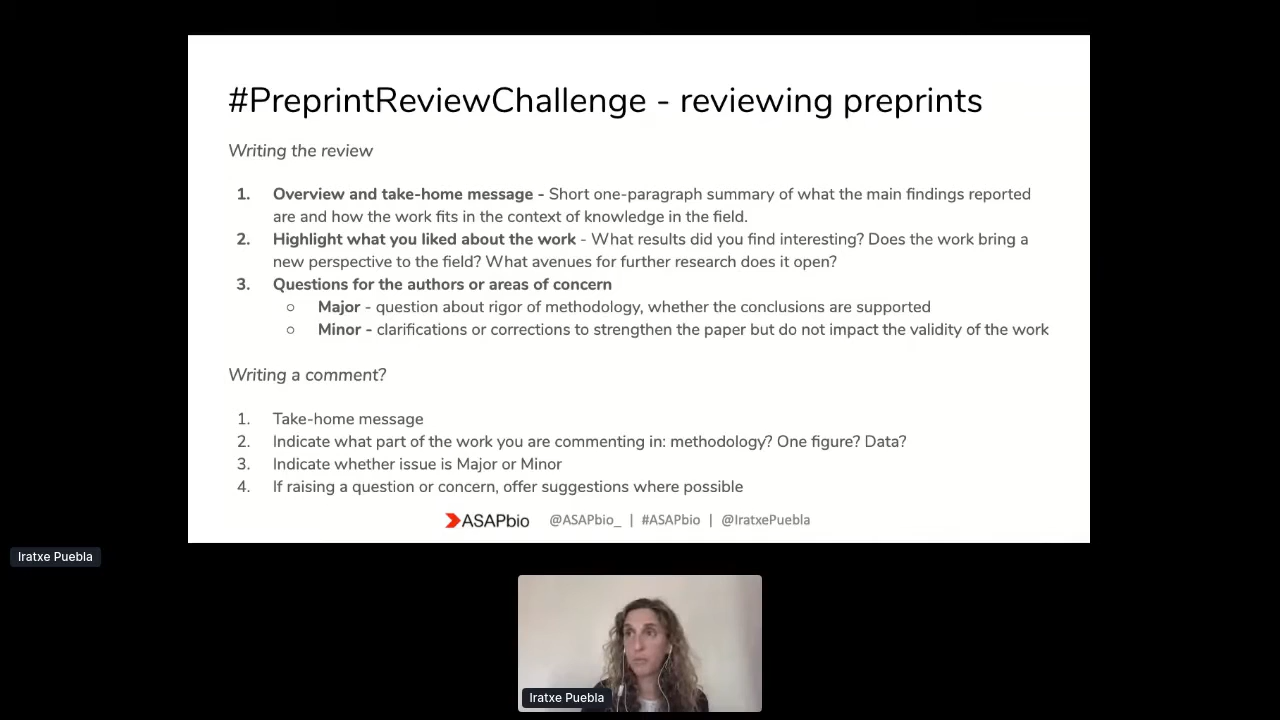 #PreprintReviewChallenge - reviewing preprints
Writing the review
1. Overview and take-home message - Short one-paragraph summary of what the main findings reported
are and how the work fits in the context of knowledge in the field.
2. Highlight what you liked about the work - What results did you find interesting? Does the work bring a
new perspective to the field? What avenues for further research does it open?
3. Questions for the authors or areas of concern
○ Major - question about rigor of methodology, whether the conclusions are supported
○ Minor - clarifications or corrections to strengthen the paper but do not impact the validity of the work
Writing a comment?
1. Take-home message
2. Indicate what part of the work you are commenting in: methodology? One figure? Data?
3. Indicate whether issue is Major or Minor
4. If raising a question or concern, offer suggestions where possible
ASAPbio @ASAPbio_ | #ASAPbio | @IratxePuebla
Iratxe Puebla
Iratxe Puebla